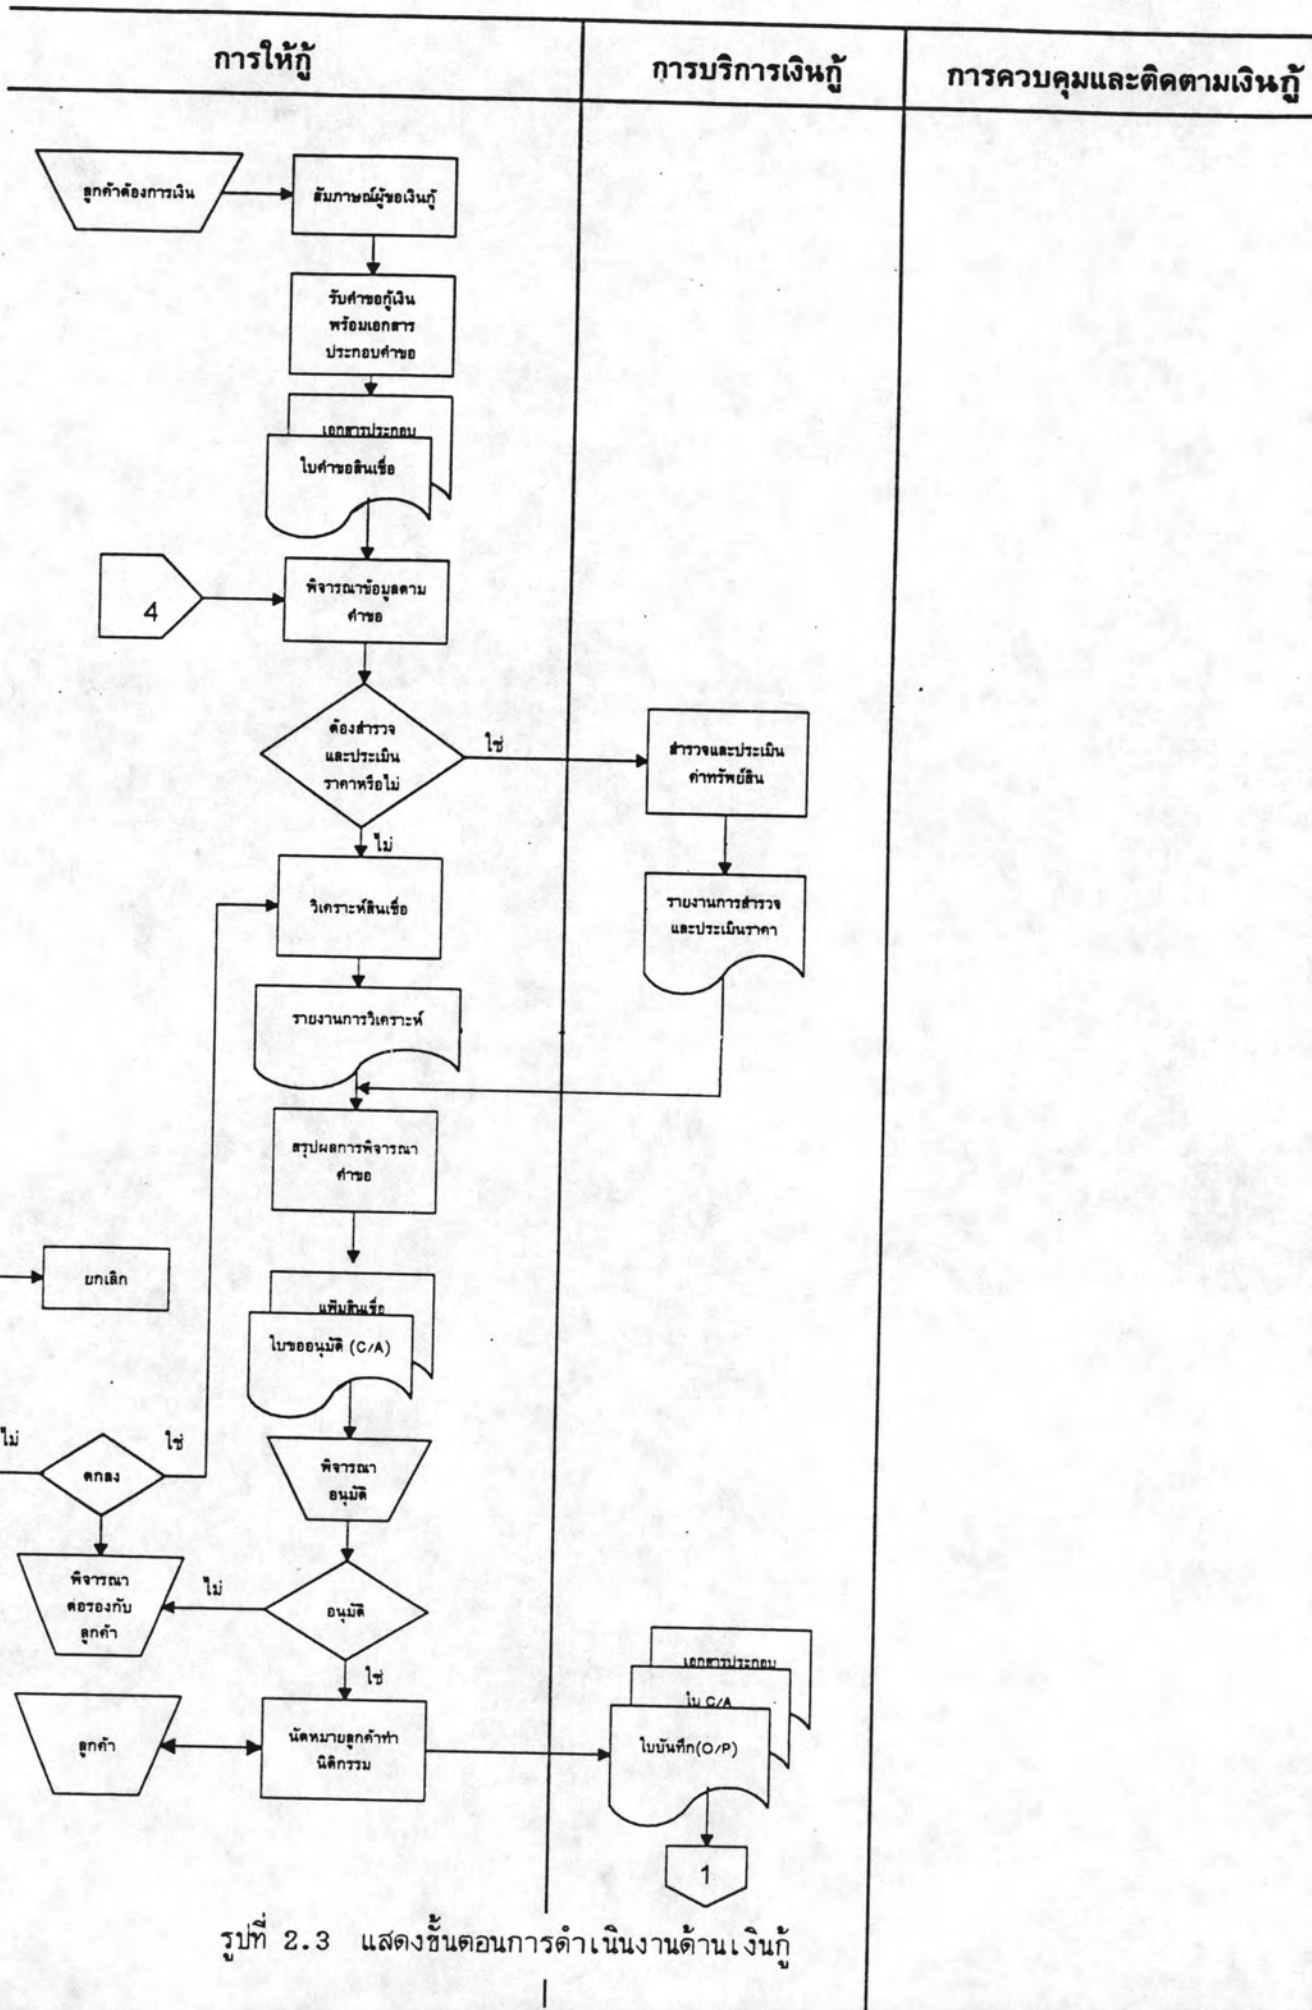 การให้กู้
การบริการเงินกู้
การควบคุมและติดตามเงินกู้
ลูกค้าต้องการเงิน
สัมภาษณ์ผู้ขอเงินกู้
รับคำขอกู้เงิน
พร้อมเอกสาร
ประกอบคำขอ
เอกสารประกอบ
ใบคำขอสินเชื่อ
4
พิจารณาข้อมูลตาม
คำขอ
ต้องสำรวจ
และประเมิน
ราคาหรือไม่
ใช่
สำรวจและประเมิน
ค่าทรัพย์สิน
ไม่
วิเคราะห์สินเชื่อ
รายงานการสำรวจ
และประเมินราคา
รายงานการวิเคราะห์
สรุปผลการพิจารณา
คำขอ
ยกเลิก
แฟ้มสินเชื่อ
ใบขออนุมัติ (C/A)
ไม่
ตกลง
ใช่
พิจารณา
อนุมัติ
พิจารณา
ต่อรองกับ
ลูกค้า
ไม่
อนุมัติ
ใช่
ลูกค้า
นัดหมายลูกค้าทำ
นิติกรรม
เอกสารประกอบ
ใบ C/A
ใบบันทึก(O/P)
1
รูปที่ 2.3 แสดงขั้นตอนการดำเนินงานด้านเงินกู้